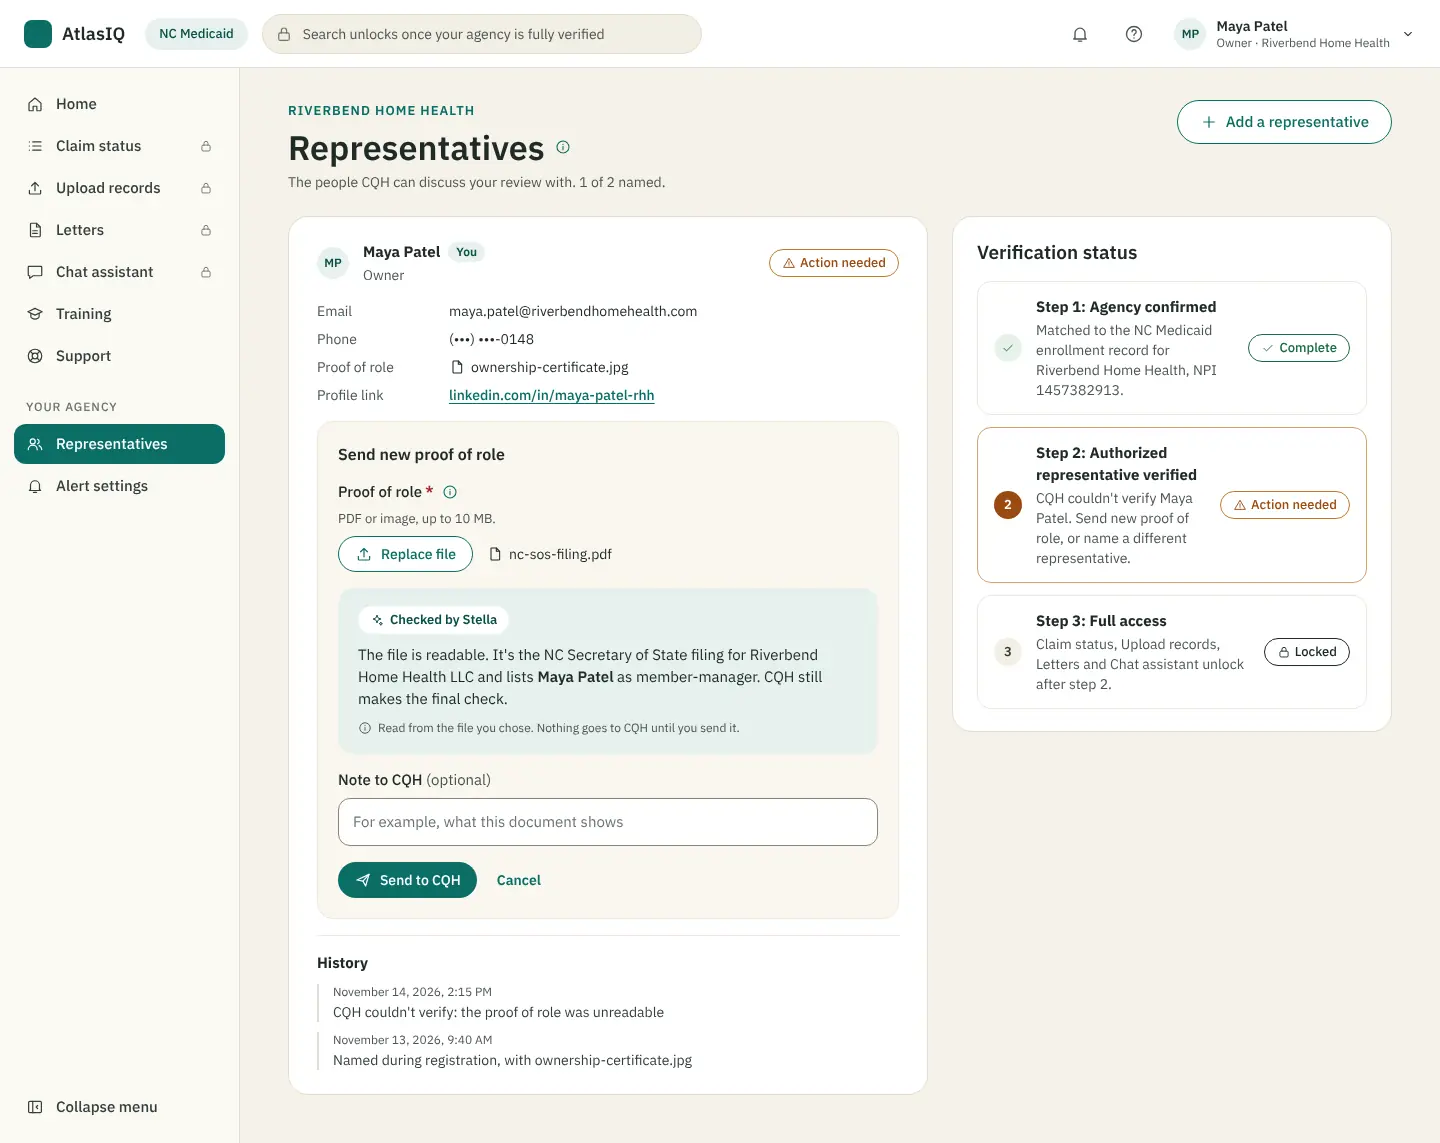 AtlasIQ
NC Medicaid
Search unlocks once your agency is fully verified
MP
Maya Patel
Owner · Riverbend Home Health
Home
Claim status
Upload records
Letters
Chat assistant
Training
Support
YOUR AGENCY
Representatives
Alert settings
Collapse menu
RIVERBEND HOME HEALTH
Representatives
The people CQH can discuss your review with. 1 of 2 named.
Add a representative
MP
Maya Patel
You
Owner
Action needed
Email
maya.patel@riverbendhomehealth.com
Phone
(•••) •••-0148
Proof of role
ownership-certificate.jpg
Profile link
linkedin.com/in/maya-patel-rhh
Send new proof of role
Proof of role *
PDF or image, up to 10 MB.
Replace file
nc-sos-filing.pdf
Checked by Stella
The file is readable. It's the NC Secretary of State filing for Riverbend
Home Health LLC and lists Maya Patel as member-manager. CQH still
makes the final check.
Read from the file you chose. Nothing goes to CQH until you send it.
Note to CQH (optional)
For example, what this document shows
Send to CQH
Cancel
History
November 14, 2026, 2:15 PM
CQH couldn't verify: the proof of role was unreadable
November 13, 2026, 9:40 AM
Named during registration, with ownership-certificate.jpg
Verification status
Step 1: Agency confirmed
Matched to the NC Medicaid
enrollment record for
Riverbend Home Health, NPI
1457382913.
Complete
2
Step 2: Authorized
representative verified
CQH couldn't verify Maya
Patel. Send new proof of
role, or name a different
representative.
Action needed
3
Step 3: Full access
Claim status, Upload records,
Letters and Chat assistant unlock
after step 2.
Locked